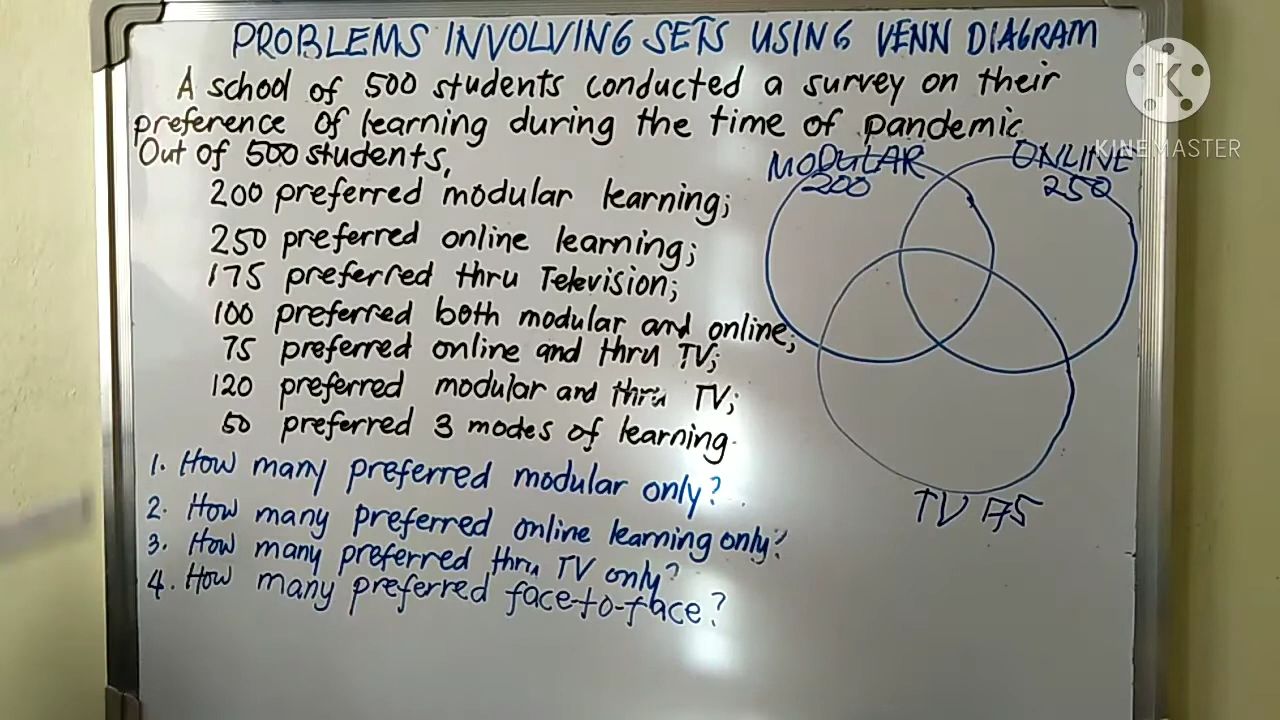 PROBLEMS INVOLVING SETS USING VENN DIAGRAM
A school of 500 students conducted a survey on their
preference of learning during the time of pandemic
Out of 500 students,
200 preferred modular learning;
250 preferred online learning;
175 preferred thru Television;
100 preferred both modular and online;
75 preferred online and thru TV;
120 preferred modular and thru TV;
50 preferred 3 modes of learning.
1. How many preferred modular only?
2. How many preferred online learning only?
3. How many preferred thru TV only?
4. How many preferred face-to-face?
MODULAR
200
ONLINE
250
TV 175
K
KINEMASTER